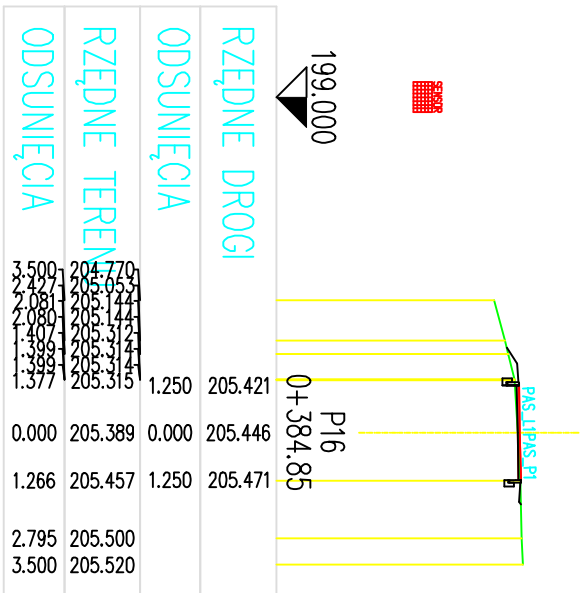 SENSOR
PAS_L1PAS_P1
199.000
P16
0+384.85
RZĘDNE DROGI
205.421 205.446 205.471
ODSUNIĘCIA
1.250 0.000 1.250
RZĘDNE TERENU
204.770 205.053 205.144 205.144 205.312 205.314 205.314 205.315 205.389 205.457 205.500 205.520
ODSUNIĘCIA
3.500 2.427 2.081 2.080 1.407 1.399 1.399 1.377 0.000 1.266 2.795 3.500